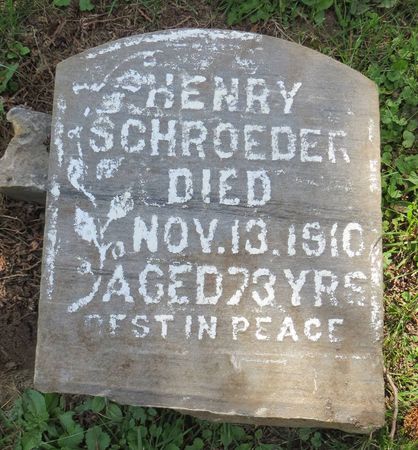 HENRY
SCHROEDER
DIED
NOV. 13. 1910
AGED 73 YRS
REST IN PEACE